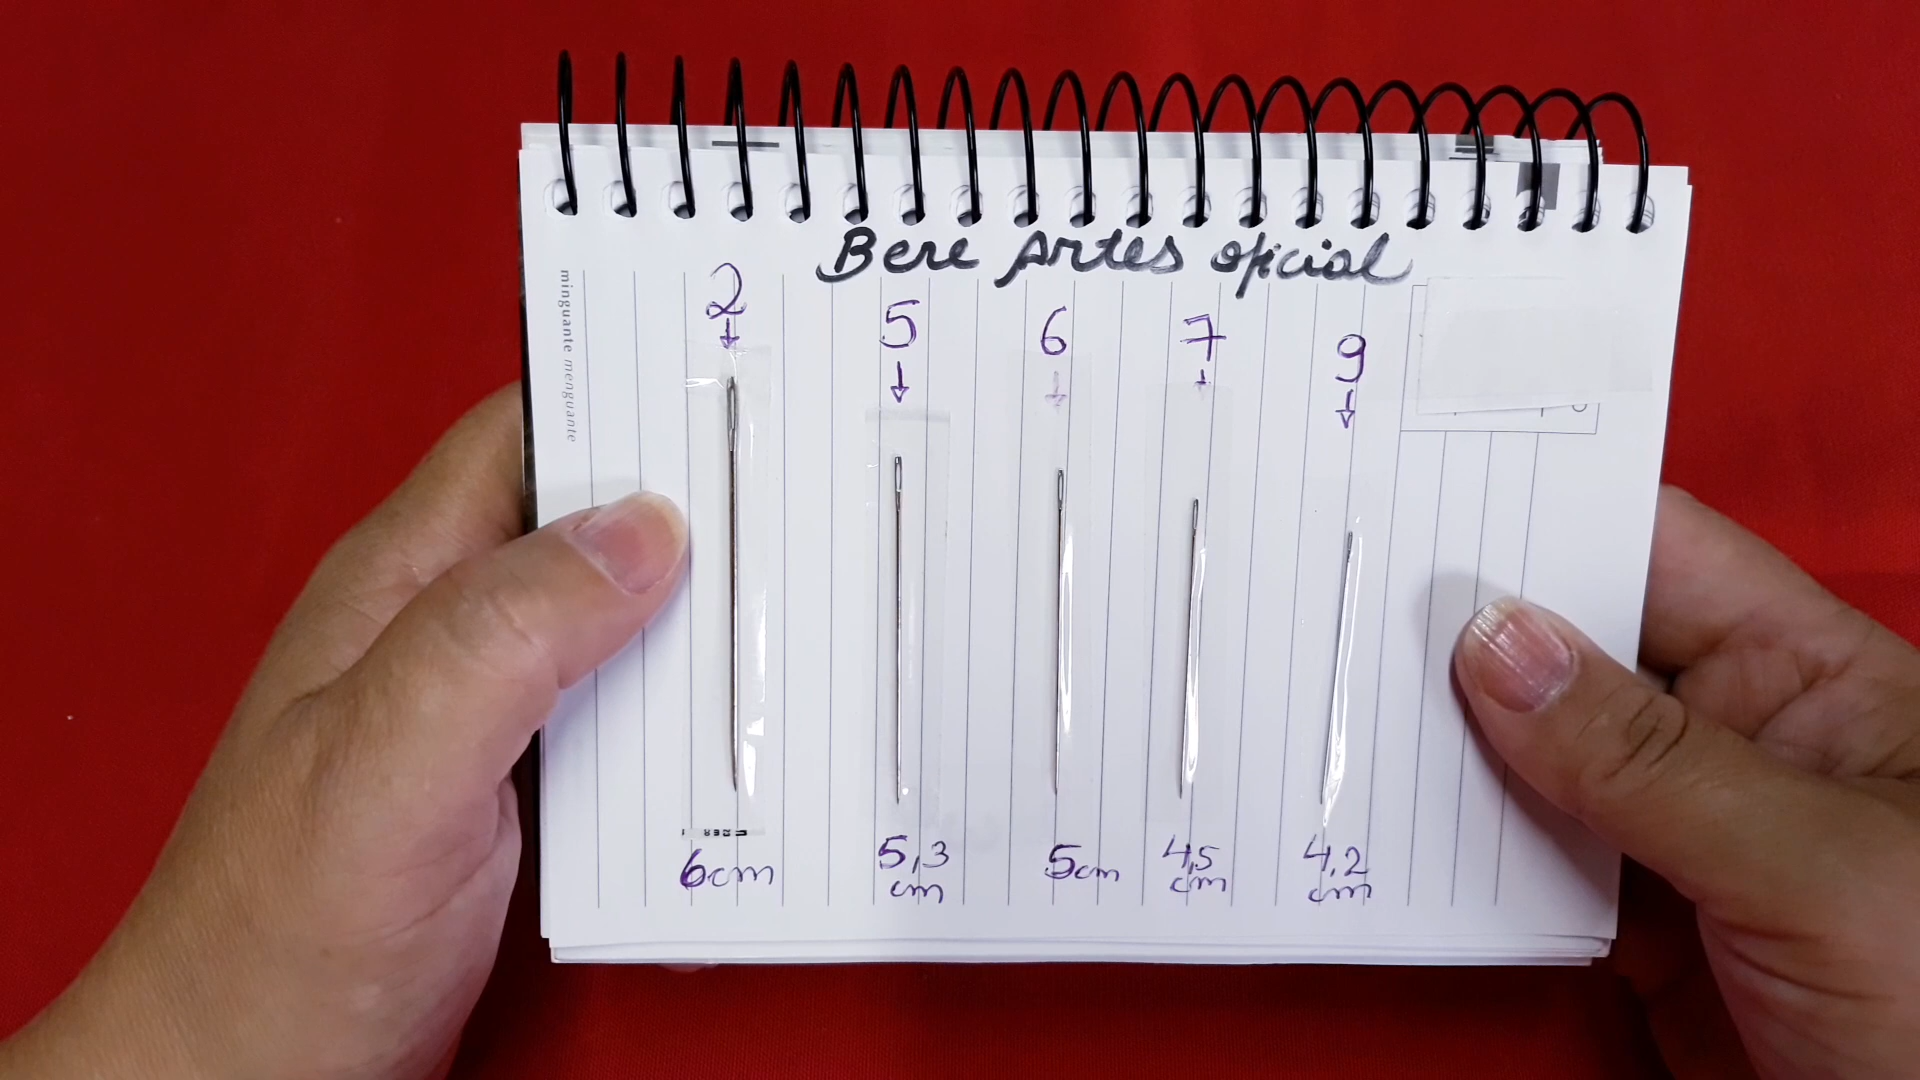 Bere Artes oficial
2 5 6 7 9
6cm 5,3 cm 5cm 4,5 cm 4,2 cm
minguante menguante